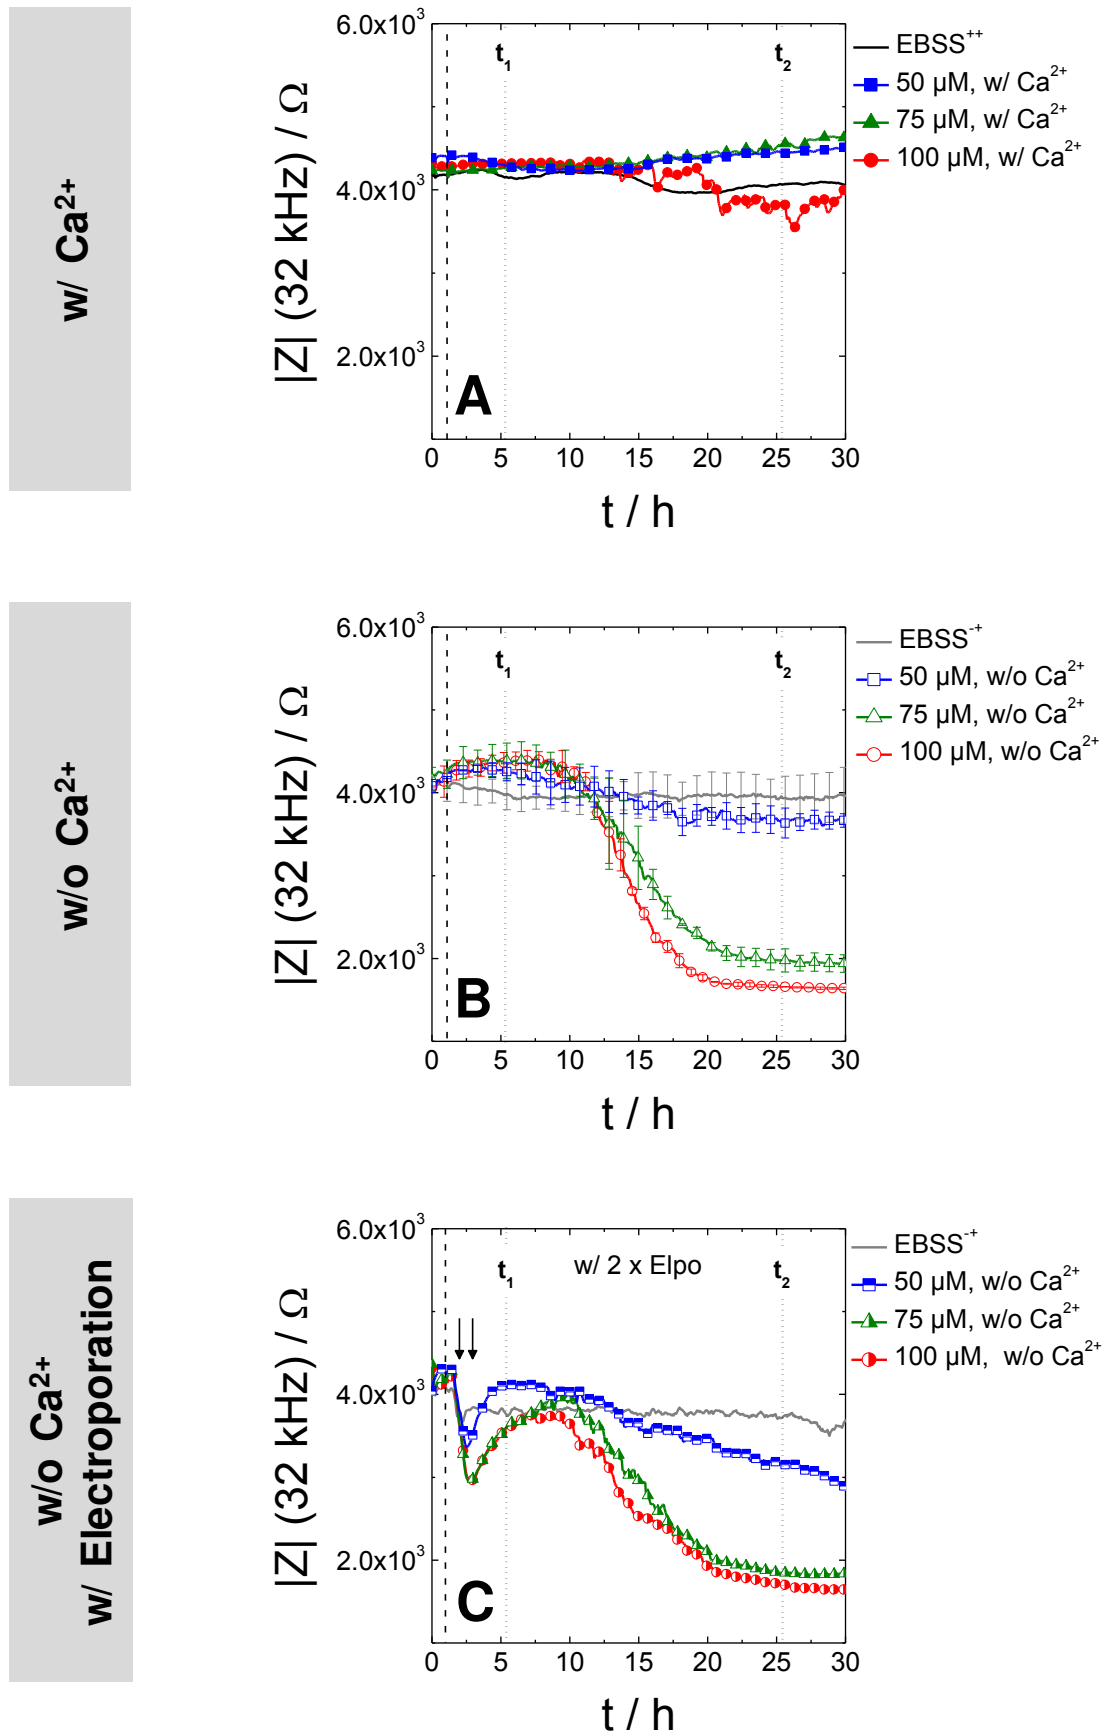 w/ Ca²⁺
|Z| (32 kHz) / Ω
6.0x10³
4.0x10³
2.0x10³
t₁
t₂
A
0 5 10 15 20 25 30
t / h
EBSS⁺⁺
50 µM, w/ Ca²⁺
75 µM, w/ Ca²⁺
100 µM, w/ Ca²⁺
w/o Ca²⁺
|Z| (32 kHz) / Ω
6.0x10³
4.0x10³
2.0x10³
t₁
t₂
B
0 5 10 15 20 25 30
t / h
EBSS⁻⁺
50 µM, w/o Ca²⁺
75 µM, w/o Ca²⁺
100 µM, w/o Ca²⁺
w/o Ca²⁺
w/ Electroporation
|Z| (32 kHz) / Ω
6.0x10³
4.0x10³
2.0x10³
t₁
w/ 2 x Elpo
t₂
C
0 5 10 15 20 25 30
t / h
EBSS⁻⁺
50 µM, w/o Ca²⁺
75 µM, w/o Ca²⁺
100 µM, w/o Ca²⁺